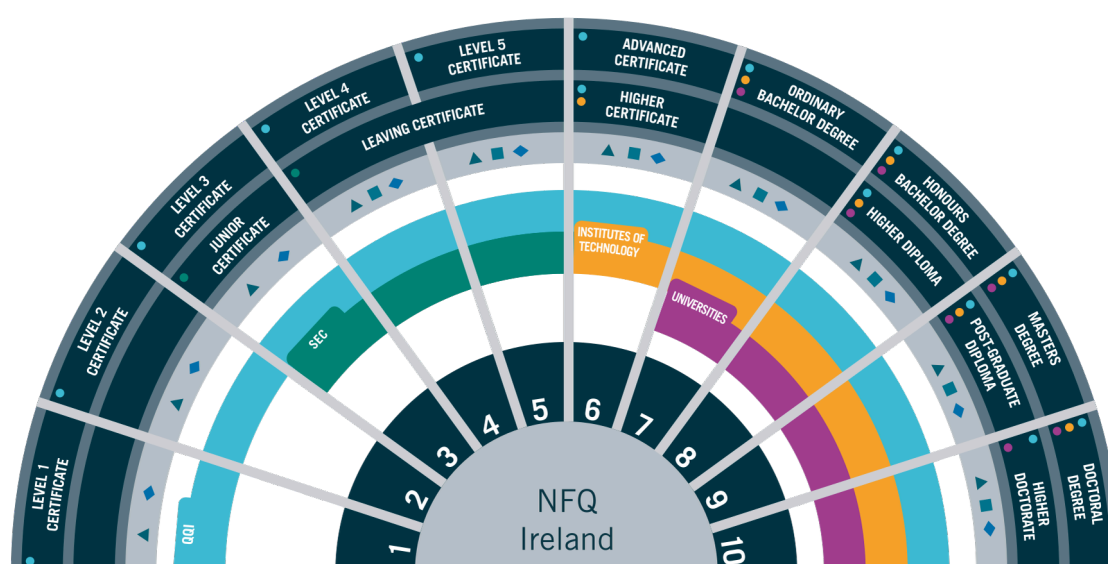 LEVEL 1
CERTIFICATE
LEVEL 2
CERTIFICATE
LEVEL 3
CERTIFICATE
JUNIOR
CERTIFICATE
LEVEL 4
CERTIFICATE
LEVEL 5
CERTIFICATE
LEAVING CERTIFICATE
ADVANCED
CERTIFICATE
HIGHER
CERTIFICATE
ORDINARY
BACHELOR DEGREE
HONOURS
BACHELOR DEGREE
HIGHER DIPLOMA
MASTERS
DEGREE
POST-GRADUATE
DIPLOMA
DOCTORAL
DEGREE
HIGHER
DOCTORATE
QQI
SEC
INSTITUTES OF
TECHNOLOGY
UNIVERSITIES
1
2
3
4
5
6
7
8
9
10
NFQ
Ireland